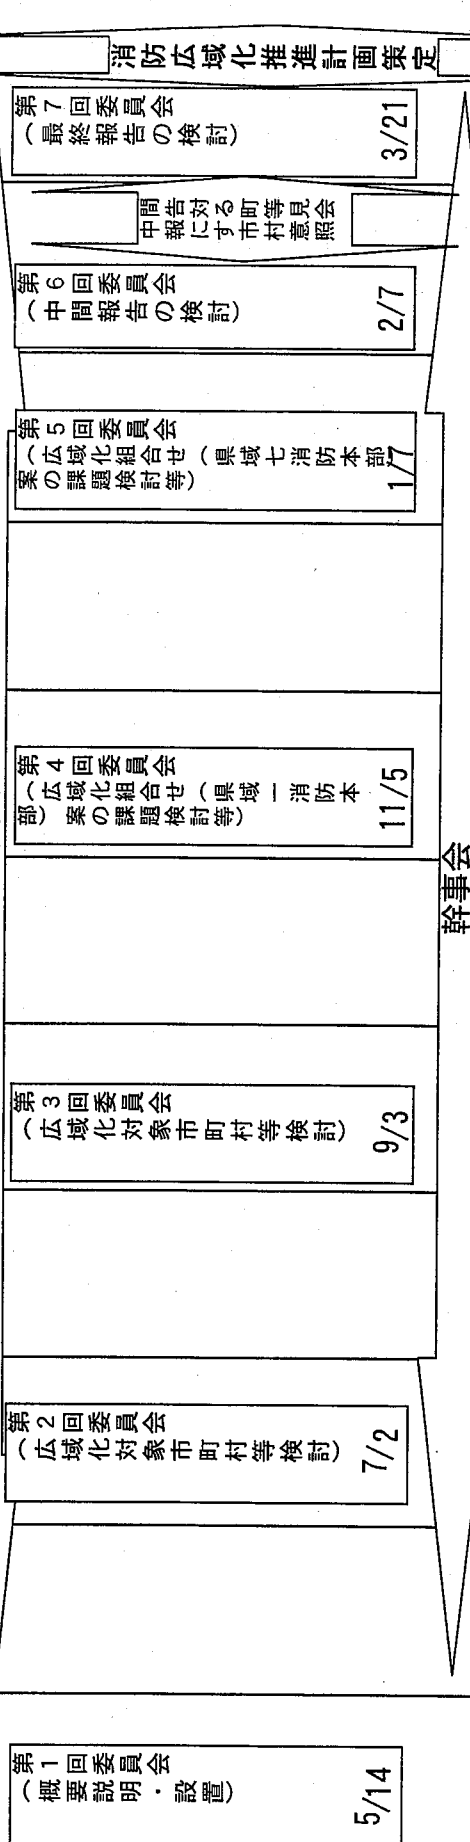 消防広域化推進計画策定
第７回委員会
（最終報告の検討）
3/21
中間報告に対する市町村等意見照会
第６回委員会
（中間報告の検討）
2/7
第５回委員会
（広域化組合せ（県域七消防本部）
案の課題検討等）
1/7
第４回委員会
（広域化組合せ（県域一消防本
部）案の課題検討等）
11/5
幹事会
第３回委員会
（広域化対象市町村等検討）
9/3
第２回委員会
（広域化対象市町村等検討）
7/2
第１回委員会
（概要説明・設置）
5/14